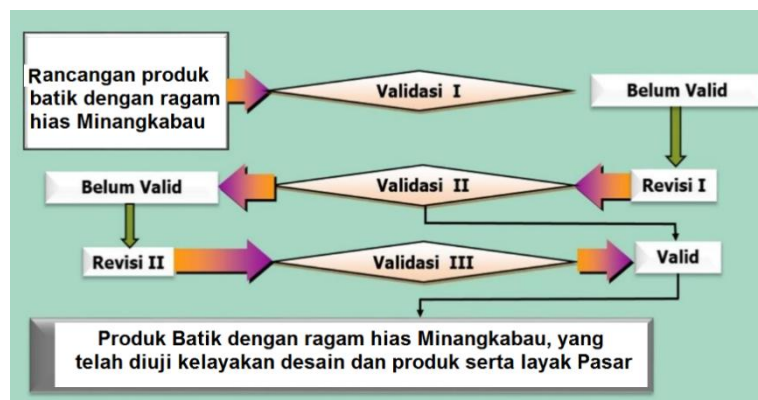 Rancangan produk
batik dengan ragam
hias Minangkabau
Validasi I
Belum Valid
Belum Valid
Validasi II
Revisi I
Revisi II
Validasi III
Valid
Produk Batik dengan ragam hias Minangkabau, yang
telah diuji kelayakan desain dan produk serta layak Pasar